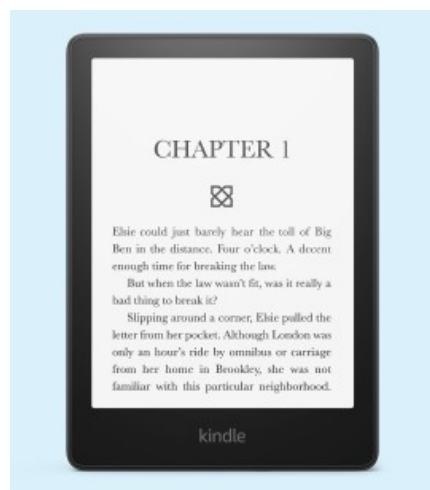 CHAPTER 1
Elsie could just barely hear the toll of Big
Ben in the distance. Four o'clock. A decent
enough time for breaking the law.
But when the law wasn't fit, was it really a
bad thing to break it?
Slipping around a corner, Elsie pulled the
letter from her pocket. Although London was
only an hour's ride by omnibus or carriage
from her home in Brookley, she was not
familiar with this particular neighborhood.
kindle